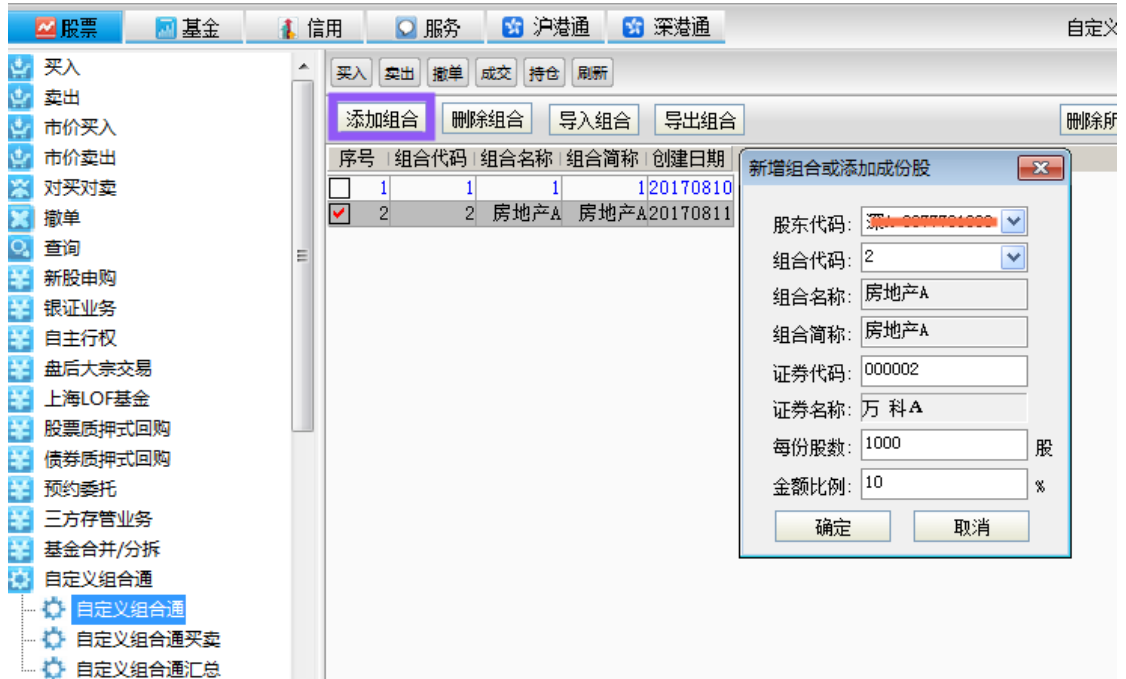 股票 基金 信用 服务 沪港通 深港通 自定义
买入
卖出
市价买入
市价卖出
对买对卖
撤单
查询
新股申购
银证业务
自主行权
盘后大宗交易
上海LOF基金
股票质押式回购
债券质押式回购
预约委托
三方存管业务
基金合并/分拆
自定义组合通
自定义组合通
自定义组合通买卖
自定义组合通汇总
买入 卖出 撤单 成交 持仓 刷新
添加组合 删除组合 导入组合 导出组合 删除所
序号 组合代码 组合名称 组合简称 创建日期
1 1 1 1 20170810
2 2 房地产A 房地产A 20170811
新增组合或添加成份股
股东代码: 深
组合代码: 2
组合名称: 房地产A
组合简称: 房地产A
证券代码: 000002
证券名称: 万 科A
每份股数: 1000 股
金额比例: 10 %
确定 取消